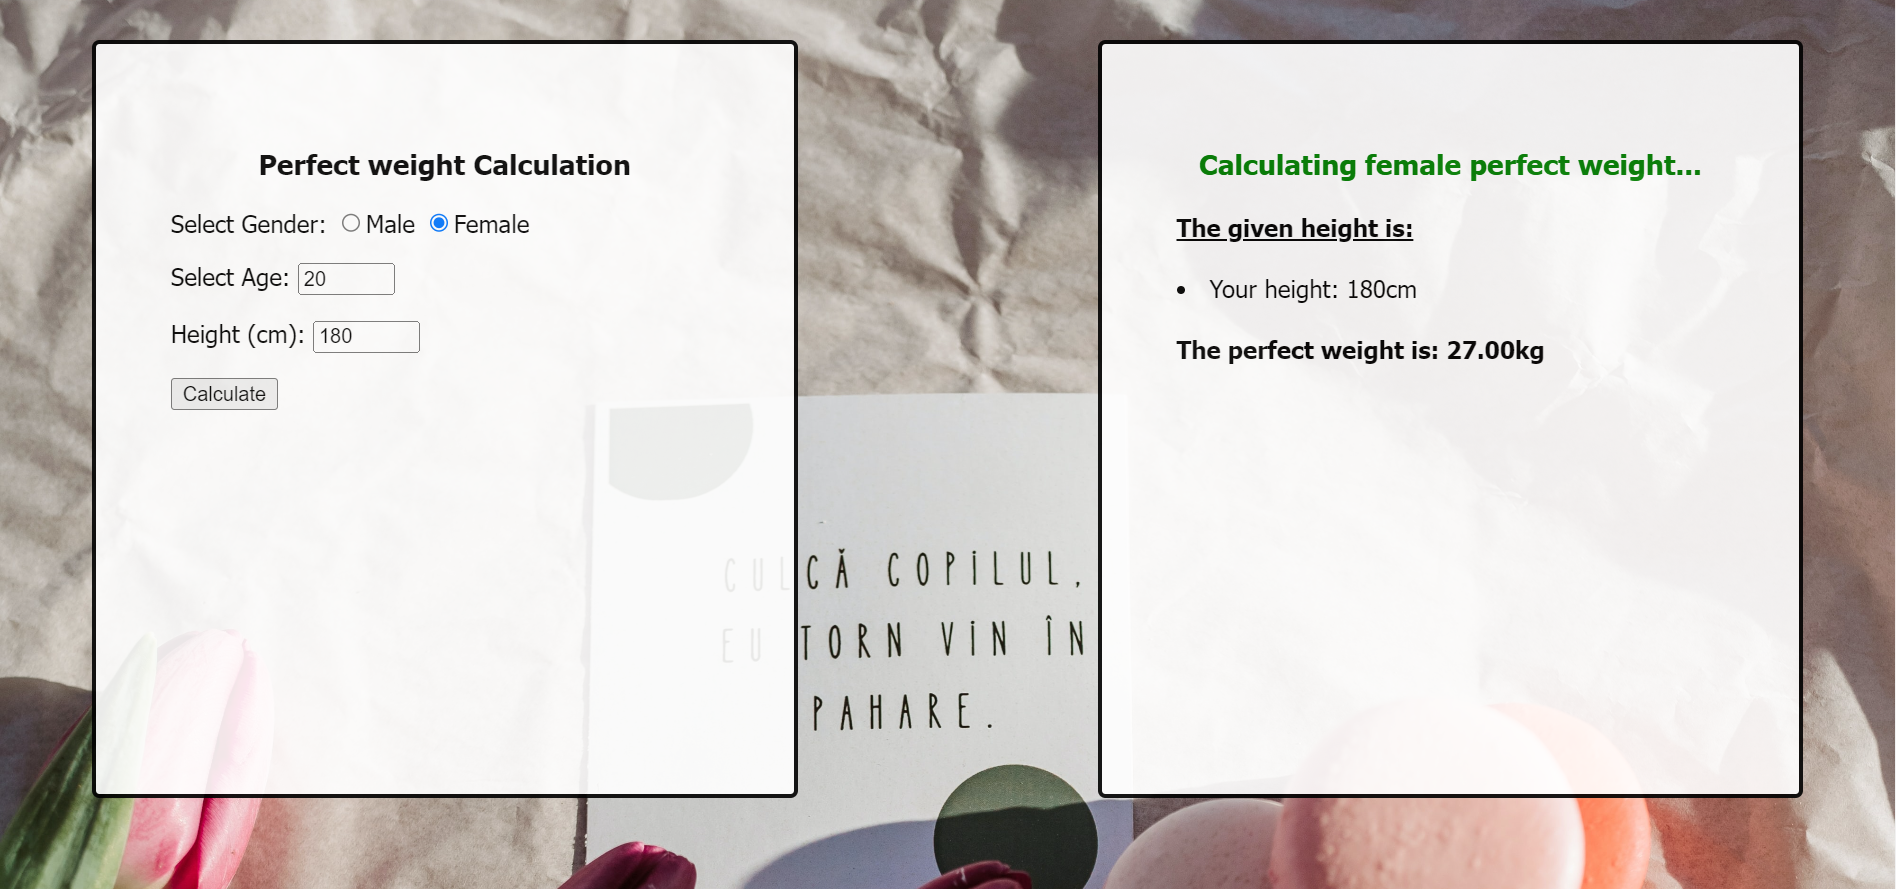 Perfect weight Calculation
Select Gender: Male Female
Select Age: 20
Height (cm): 180
Calculate
Calculating female perfect weight...
The given height is:
Your height: 180cm
The perfect weight is: 27.00kg
CULCĂ COPILUL,
EU TORN VIN ÎN
PAHARE.